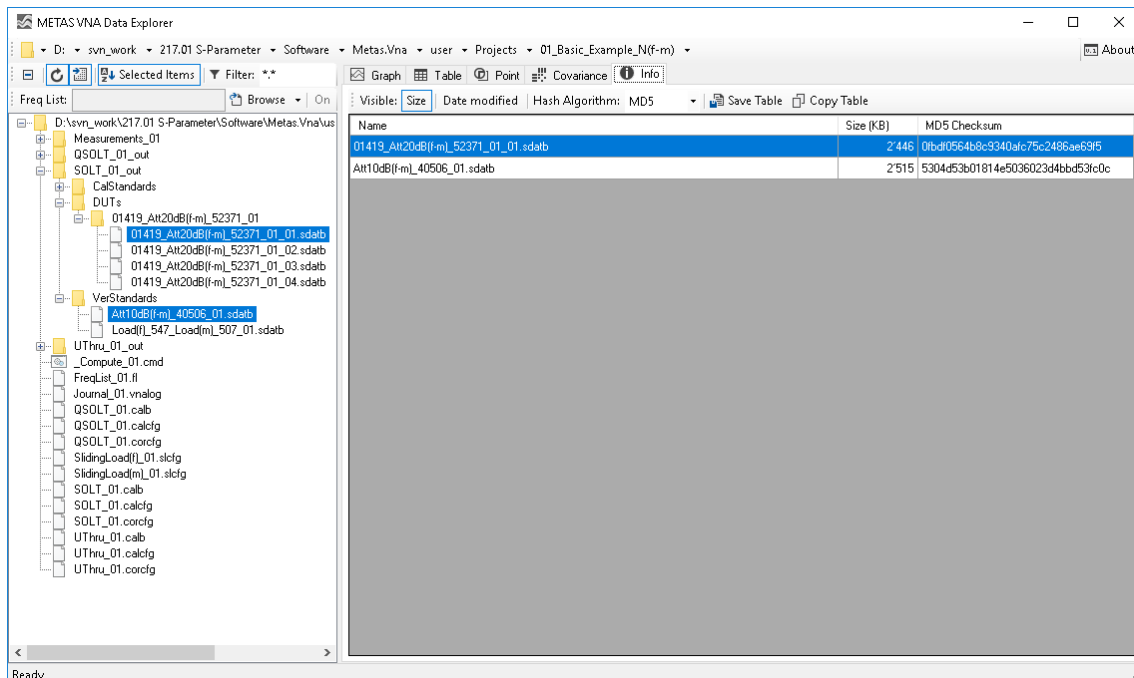 METAS VNA Data Explorer
D: svn_work 217.01 S-Parameter Software Metas.Vna user Projects 01_Basic_Example_N(f-m) About
Selected Items Filter: *.* Graph Table Point Covariance Info
Freq List: Browse On Visible: Size Date modified Hash Algorithm: MD5 Save Table Copy Table
D:\svn_work\217.01 S-Parameter\Software\Metas.Vna\us
Measurements_01
QSOLT_01_out
SOLT_01_out
CalStandards
DUTs
01419_Att20dB(f-m)_52371_01
01419_Att20dB(f-m)_52371_01_01.sdatb
01419_Att20dB(f-m)_52371_01_02.sdatb
01419_Att20dB(f-m)_52371_01_03.sdatb
01419_Att20dB(f-m)_52371_01_04.sdatb
VerStandards
Att10dB(f-m)_40506_01.sdatb
Load(f)_547_Load(m)_507_01.sdatb
UThru_01_out
_Compute_01.cmd
FreqList_01.fl
Journal_01.vnalog
QSOLT_01.calb
QSOLT_01.calcfg
QSOLT_01.corcfg
SlidingLoad(f)_01.slcfg
SlidingLoad(m)_01.slcfg
SOLT_01.calb
SOLT_01.calcfg
SOLT_01.corcfg
UThru_01.calb
UThru_01.calcfg
UThru_01.corcfg
Name Size (KB) MD5 Checksum
01419_Att20dB(f-m)_52371_01_01.sdatb 2'446 0fbdf0564b8c9340afc75c2486ae69f5
Att10dB(f-m)_40506_01.sdatb 2'515 5304d53b01814e5036023d4bbd53fc0c
Ready